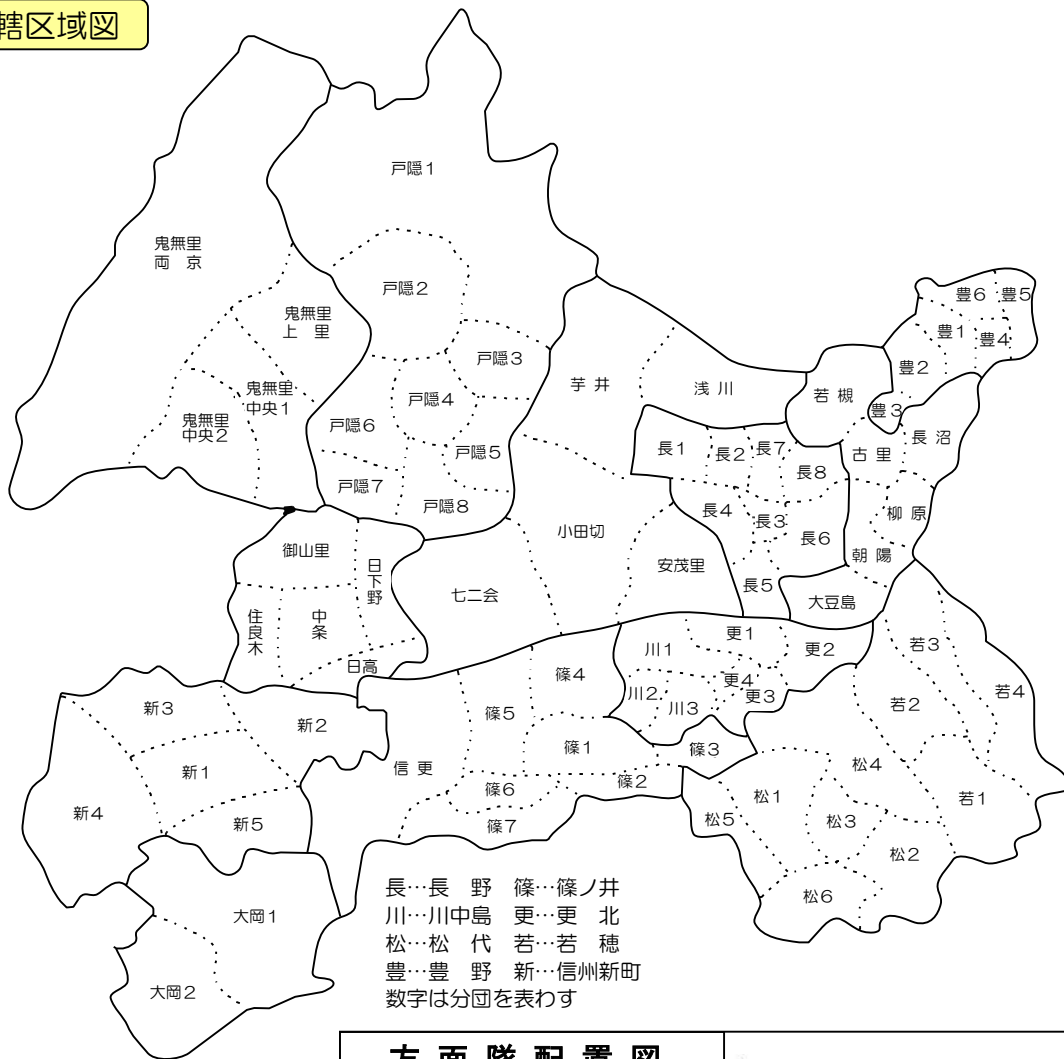 轄区域図
戸隠1
鬼無里
両 京
戸隠2
鬼無里
上 里
戸隠3
戸隠4
戸隠5
戸隠6
戸隠7
戸隠8
鬼無里
中央1
鬼無里
中央2
芋 井
浅 川
若 槻
豊6
豊5
豊1
豊4
豊2
豊3
長 沼
古 里
柳 原
朝 陽
長1
長2
長7
長8
長4
長3
長6
長5
大豆島
小田切
安茂里
七二会
御山里
日下野
住良木
中条
日高
川1
更1
更2
川2
川3
更4
更3
若3
若4
若2
若1
篠4
篠5
篠1
篠3
篠2
篠6
篠7
信 更
新3
新2
新1
新4
新5
松4
松1
松5
松3
松2
松6
大岡1
大岡2
長…長 野 篠…篠ノ井
川…川中島 更…更 北
松…松 代 若…若 穂
豊…豊 野 新…信州新町
数字は分団を表わす
方面隊配置図